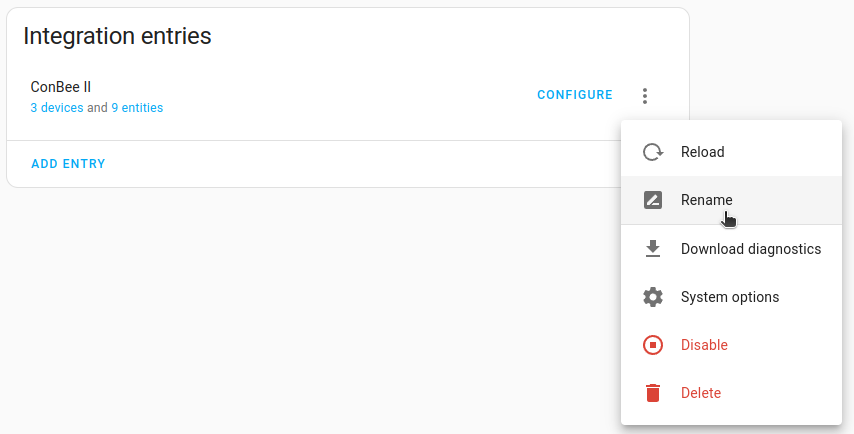 Integration entries
ConBee II
3 devices and 9 entities
CONFIGURE
ADD ENTRY
Reload
Rename
Download diagnostics
System options
Disable
Delete